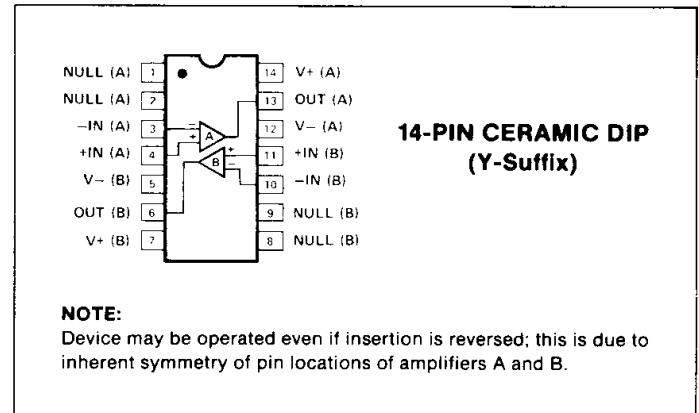 NULL (A) 1 14 V+ (A)
NULL (A) 2 13 OUT (A)
−IN (A) 3 − A 12 V− (A)
+IN (A) 4 + + 11 +IN (B)
V− (B) 5 B − 10 −IN (B)
OUT (B) 6 9 NULL (B)
V+ (B) 7 8 NULL (B)
14-PIN CERAMIC DIP
(Y-Suffix)
NOTE:
Device may be operated even if insertion is reversed; this is due to
inherent symmetry of pin locations of amplifiers A and B.